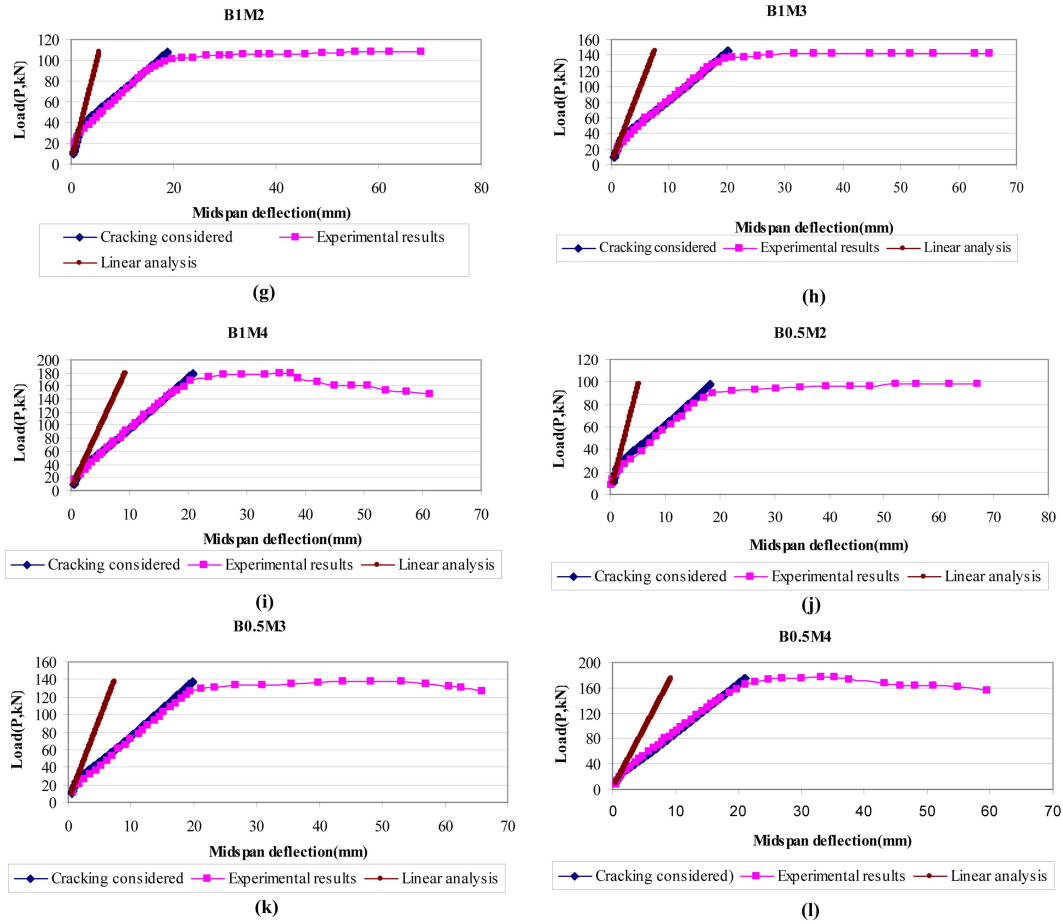 B1M2
120
100
80
60
40
20
0
Load(P,kN)
0 20 40 60 80
Midspan deflection(mm)
Cracking considered Experimental results
Linear analysis
(g)
B1M3
160
140
120
100
80
60
40
20
0
Load(P,kN)
0 10 20 30 40 50 60 70
Midspan deflection(mm)
Cracking considered Experimental results Linear analysis
(h)
B1M4
200
180
160
140
120
100
80
60
40
20
0
Load(P,kN)
0 10 20 30 40 50 60 70
Midspan deflection(mm)
Cracking considered Experimental results Linear analysis
(i)
B0.5M2
120
100
80
60
40
20
0
Load(P,kN)
0 10 20 30 40 50 60 70 80
Midspan deflection(mm)
Cracking considered Experimental results Linear analysis
(j)
B0.5M3
160
140
120
100
80
60
40
20
0
Load(P,kN)
0 10 20 30 40 50 60 70
Midspan deflection(mm)
Cracking considered Experimental results Linear analysis
(k)
B0.5M4
200
160
120
80
40
0
Load(P,kN)
0 10 20 30 40 50 60 70
Midspan deflection(mm)
Cracking considered) Experimental results Linear analysis
(l)